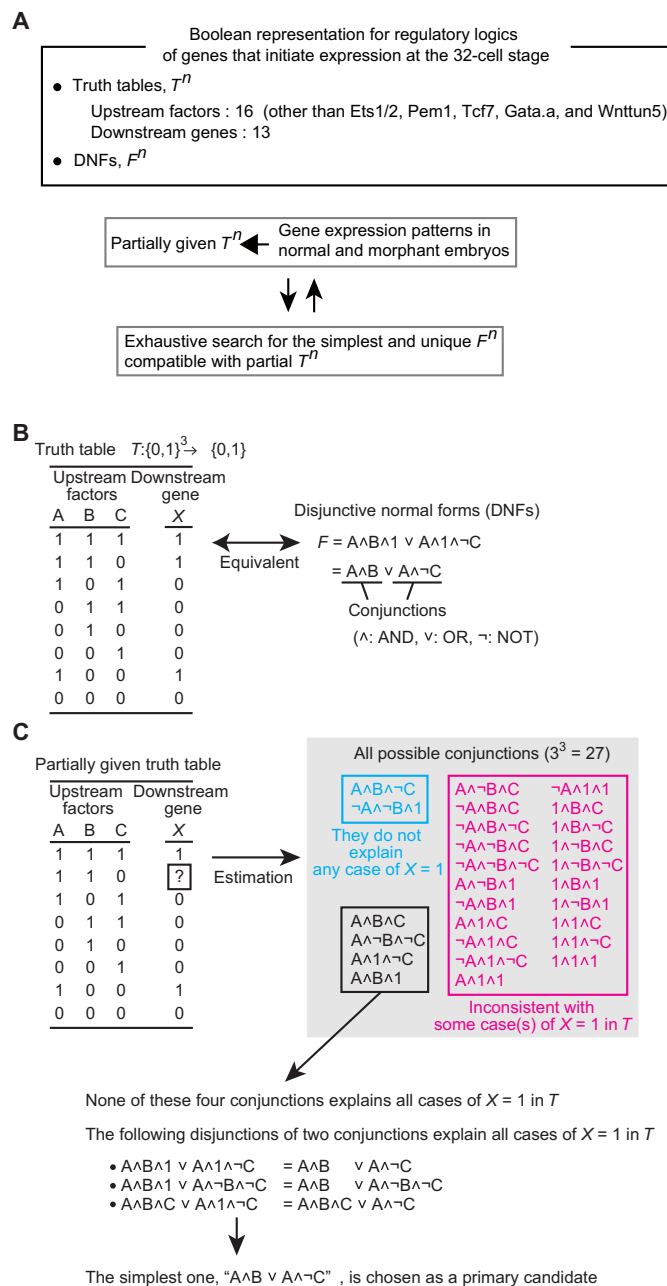 A
Boolean representation for regulatory logics
of genes that initiate expression at the 32-cell stage
● Truth tables, Tⁿ
Upstream factors : 16 (other than Ets1/2, Pem1, Tcf7, Gata.a, and Wnttun5)
Downstream genes : 13
● DNFs, Fⁿ
Partially given Tⁿ
Gene expression patterns in
normal and morphant embryos
Exhaustive search for the simplest and unique Fⁿ
compatible with partial Tⁿ
B
Truth table T:{0,1}³→ {0,1}
Upstream factors
Downstream gene
A B C X
1 1 1 1
1 1 0 1
1 0 1 0
0 1 1 0
0 1 0 0
0 0 1 0
1 0 0 1
0 0 0 0
Equivalent
Disjunctive normal forms (DNFs)
F = A∧B∧1 ∨ A∧1∧¬C
= A∧B ∨ A∧¬C
Conjunctions
(∧: AND, ∨: OR, ¬: NOT)
C
Partially given truth table
Upstream factors
Downstream gene
A B C X
1 1 1 1
1 1 0 ?
1 0 1 0
0 1 1 0
0 1 0 0
0 0 1 0
1 0 0 1
0 0 0 0
Estimation
All possible conjunctions (3³ = 27)
A∧B∧¬C
¬A∧¬B∧1
They do not
explain
any case of X = 1
A∧B∧C
A∧¬B∧¬C
A∧1∧¬C
A∧B∧1
A∧¬B∧C ¬A∧1∧1
¬A∧B∧C 1∧B∧C
¬A∧B∧¬C 1∧B∧¬C
¬A∧¬B∧C 1∧¬B∧C
¬A∧¬B∧¬C 1∧¬B∧¬C
A∧¬B∧1 1∧B∧1
¬A∧B∧1 1∧¬B∧1
A∧1∧C 1∧1∧C
¬A∧1∧C 1∧1∧¬C
¬A∧1∧¬C 1∧1∧1
A∧1∧1
Inconsistent with
some case(s) of X = 1 in T
None of these four conjunctions explains all cases of X = 1 in T
The following disjunctions of two conjunctions explain all cases of X = 1 in T
• A∧B∧1 ∨ A∧1∧¬C = A∧B ∨ A∧¬C
• A∧B∧1 ∨ A∧¬B∧¬C = A∧B ∨ A∧¬B∧¬C
• A∧B∧C ∨ A∧1∧¬C = A∧B∧C ∨ A∧¬C
The simplest one, “A∧B ∨ A∧¬C” , is chosen as a primary candidate